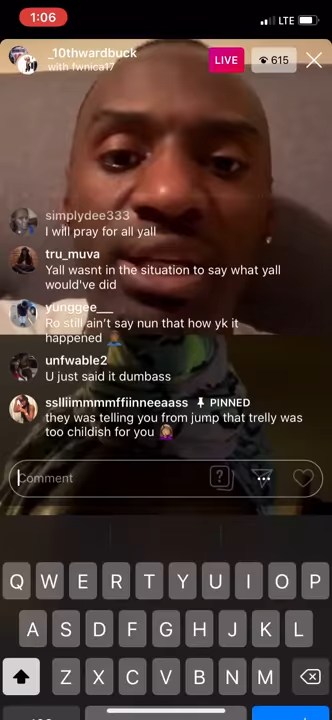 1:06
LTE
_10thwardbuck
with fwnica17
LIVE
615
simplydee333
I will pray for all yall
tru_muva
Yall wasnt in the situation to say what yall
would've did
yunggee___
Ro still ain't say nun that how yk it
happened 🤷‍♂️
unfwable2
U just said it dumbass
ssllliimmmmffiinneeaass PINNED
they was telling you from jump that trelly was
too childish for you 🤦🏽‍♀️
Comment
?
Q W E R T Y U I O P
A S D F G H J K L
Z X C V B N M